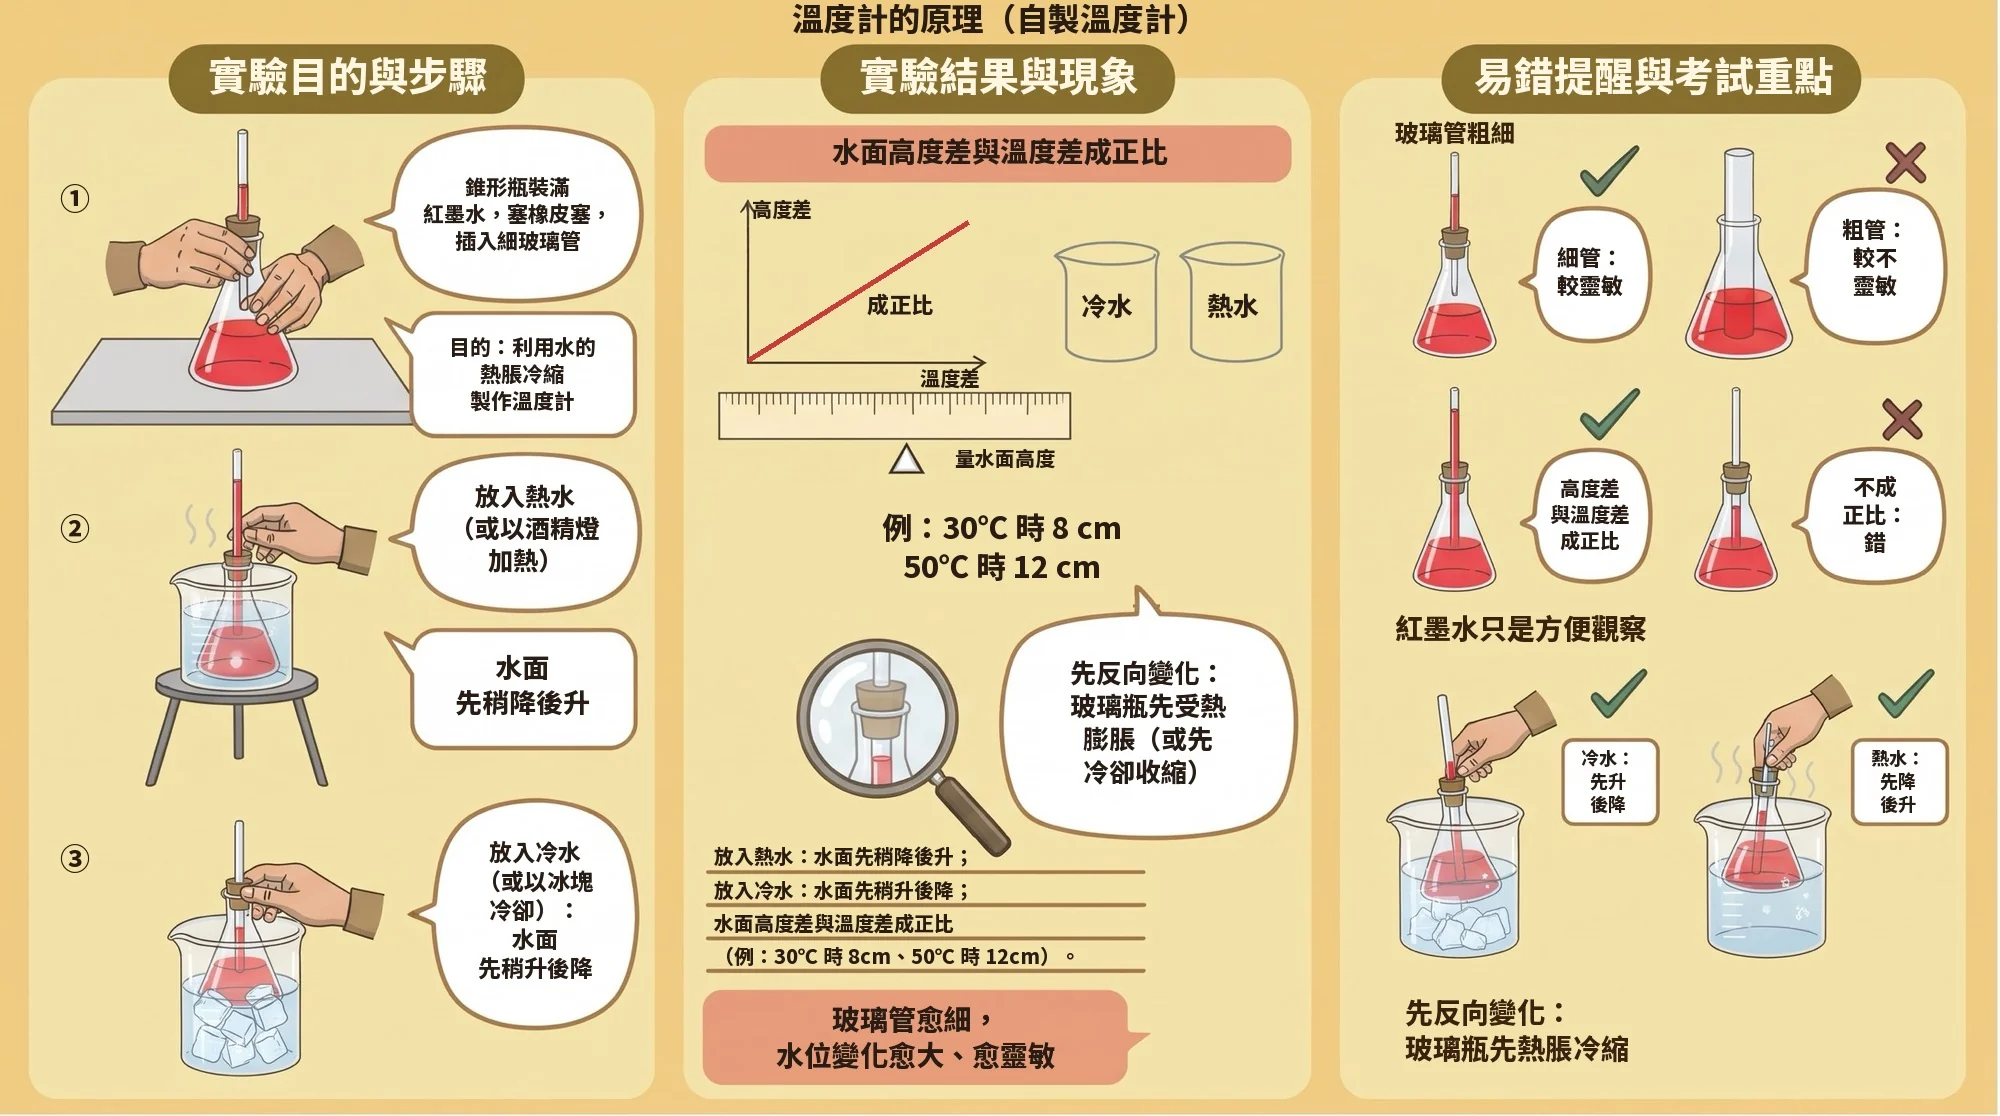 溫度計的原理（自製溫度計）
實驗目的與步驟
①
錐形瓶裝滿
紅墨水，塞橡皮塞，
插入細玻璃管
目的：利用水的
熱脹冷縮
製作溫度計
②
放入熱水
（或以酒精燈
加熱）
水面
先稍降後升
③
放入冷水
（或以冰塊
冷卻）：
水面
先稍升後降
實驗結果與現象
水面高度差與溫度差成正比
高度差
成正比
溫度差
冷水
熱水
量水面高度
例：30°C 時 8 cm
50°C 時 12 cm
先反向變化：
玻璃瓶先受熱
膨脹（或先
冷卻收縮）
放入熱水：水面先稍降後升；
放入冷水：水面先稍升後降；
水面高度差與溫度差成正比
（例：30°C 時 8cm、50°C 時 12cm）。
玻璃管愈細，
水位變化愈大、愈靈敏
易錯提醒與考試重點
玻璃管粗細
細管：
較靈敏
粗管：
較不
靈敏
高度差
與溫度差
成正比
不成
正比：
錯
紅墨水只是方便觀察
冷水：
先升
後降
熱水：
先降
後升
先反向變化：
玻璃瓶先熱脹冷縮